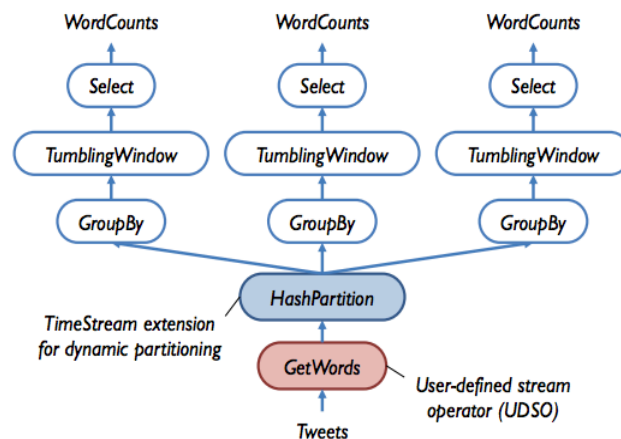 WordCounts WordCounts WordCounts
Select Select Select
TumblingWindow TumblingWindow TumblingWindow
GroupBy GroupBy GroupBy
HashPartition
TimeStream extension
for dynamic partitioning
GetWords
User-defined stream
operator (UDSO)
Tweets